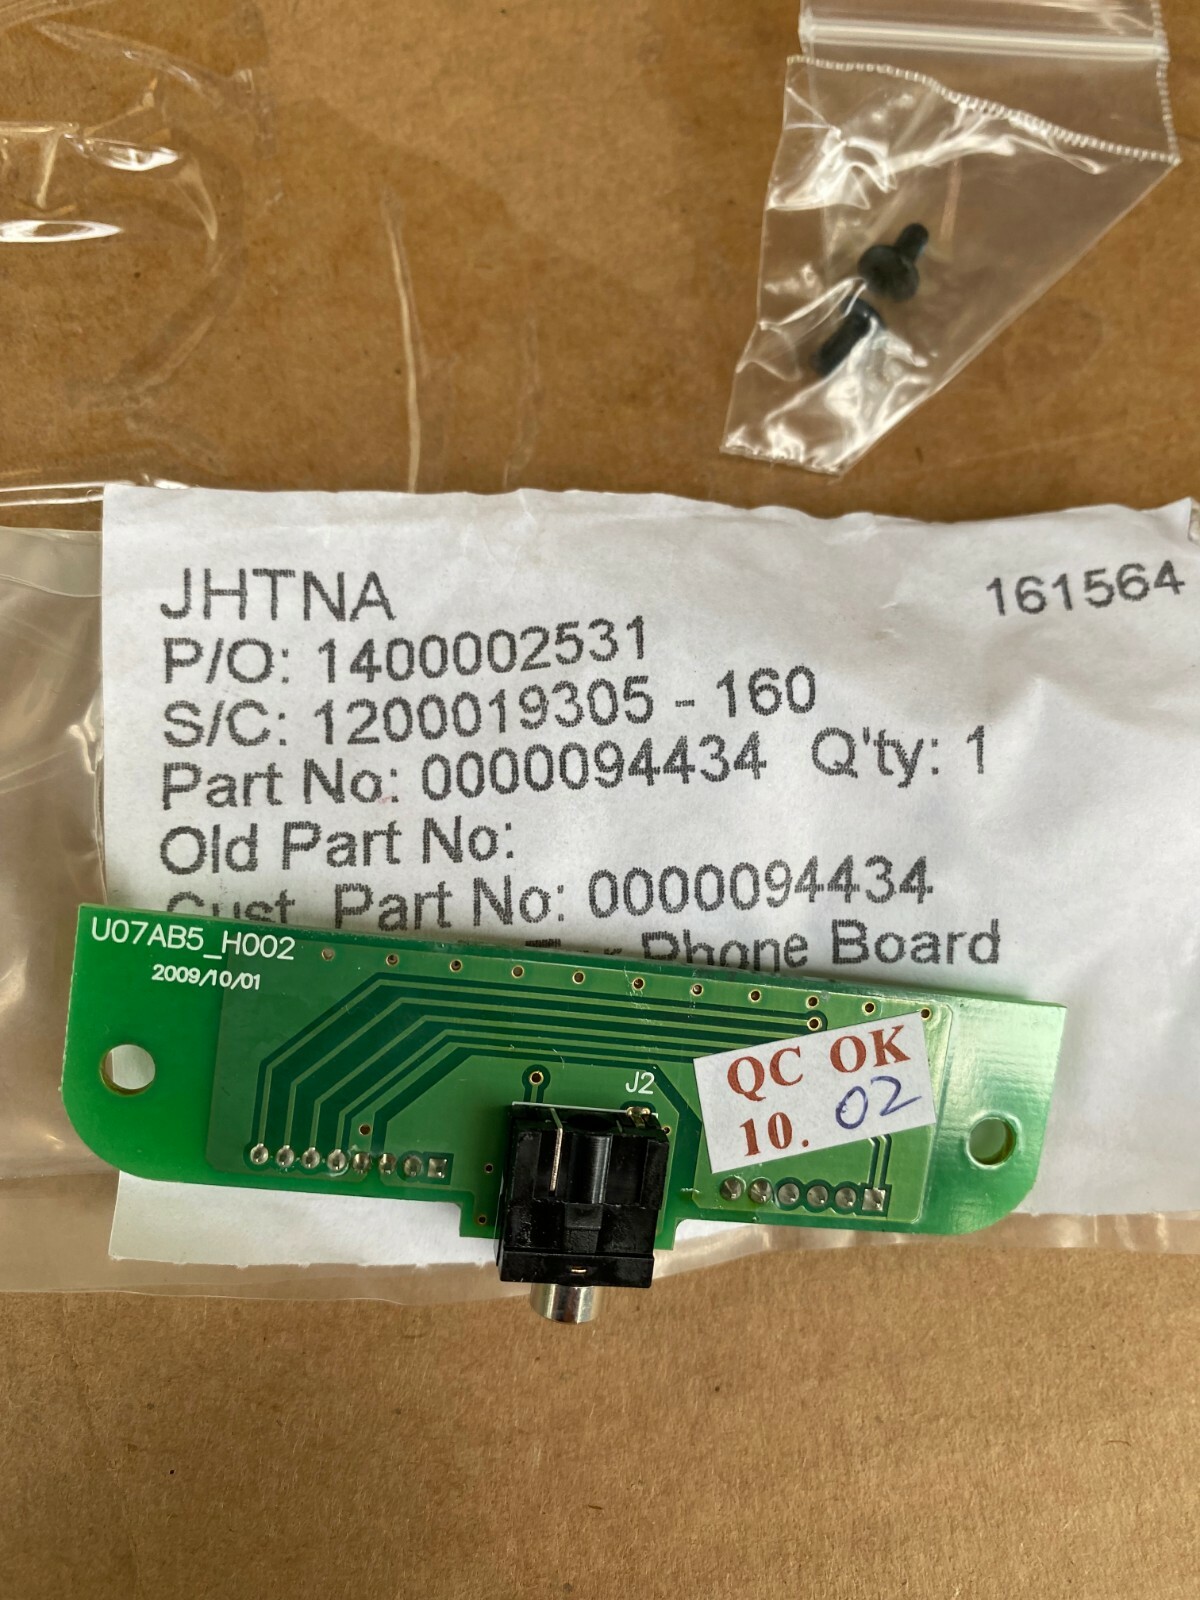 JHTNA
161564
P/O: 1400002531
S/C: 1200019305 - 160
Part No: 0000094434 Q'ty: 1
Old Part No:
Cust. Part No: 0000094434
Phone Board
U07AB5_H002
2009/10/01
J2
QC OK
10. 02